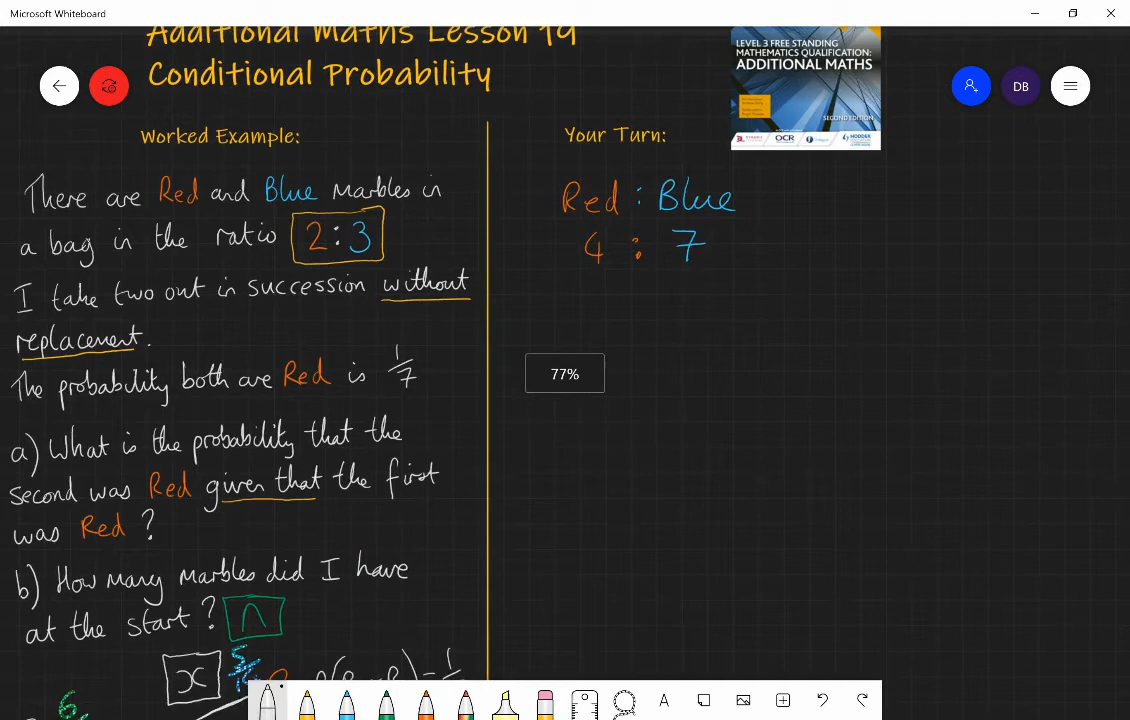 Microsoft Whiteboard
Additional Maths Lesson 19
Conditional Probability
LEVEL 3 FREE STANDING
MATHEMATICS QUALIFICATION:
ADDITIONAL MATHS
SECOND EDITION
OCR
HODDER
DB
Worked Example:
There are Red and Blue Marbles in
a bag in the ratio 2:3
I take two out in succession without
replacement.
The probability both are Red is 1/7
a) What is the probability that the
second was Red given that the first
was Red?
b) How many marbles did I have
at the start? n
x
Your Turn:
Red : Blue
4 : 7
77%
A